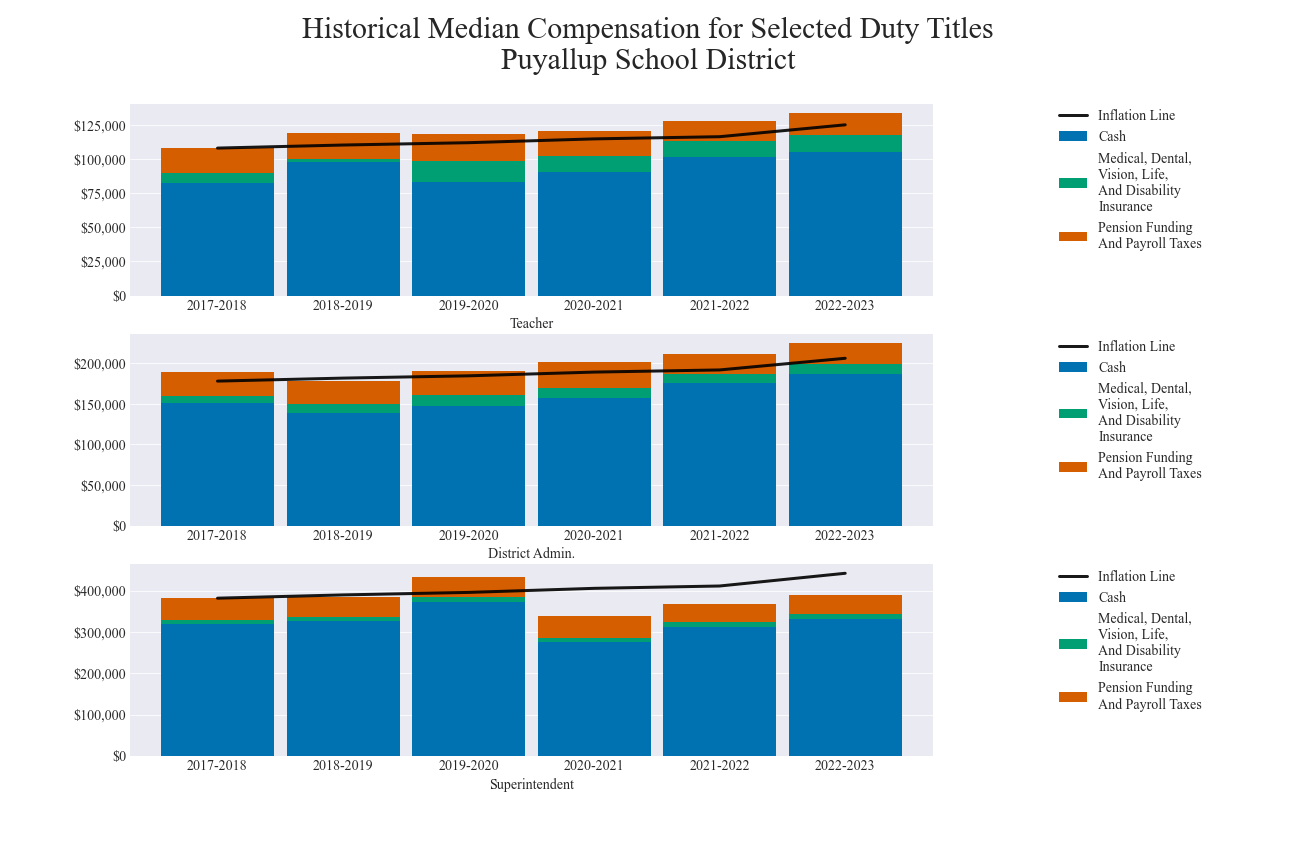 Historical Median Compensation for Selected Duty Titles
Puyallup School District
$125,000
$100,000
$75,000
$50,000
$25,000
$0
2017-2018 2018-2019 2019-2020 2020-2021 2021-2022 2022-2023
Teacher
Inflation Line
Cash
Medical, Dental,
Vision, Life,
And Disability
Insurance
Pension Funding
And Payroll Taxes
$200,000
$150,000
$100,000
$50,000
$0
2017-2018 2018-2019 2019-2020 2020-2021 2021-2022 2022-2023
District Admin.
Inflation Line
Cash
Medical, Dental,
Vision, Life,
And Disability
Insurance
Pension Funding
And Payroll Taxes
$400,000
$300,000
$200,000
$100,000
$0
2017-2018 2018-2019 2019-2020 2020-2021 2021-2022 2022-2023
Superintendent
Inflation Line
Cash
Medical, Dental,
Vision, Life,
And Disability
Insurance
Pension Funding
And Payroll Taxes